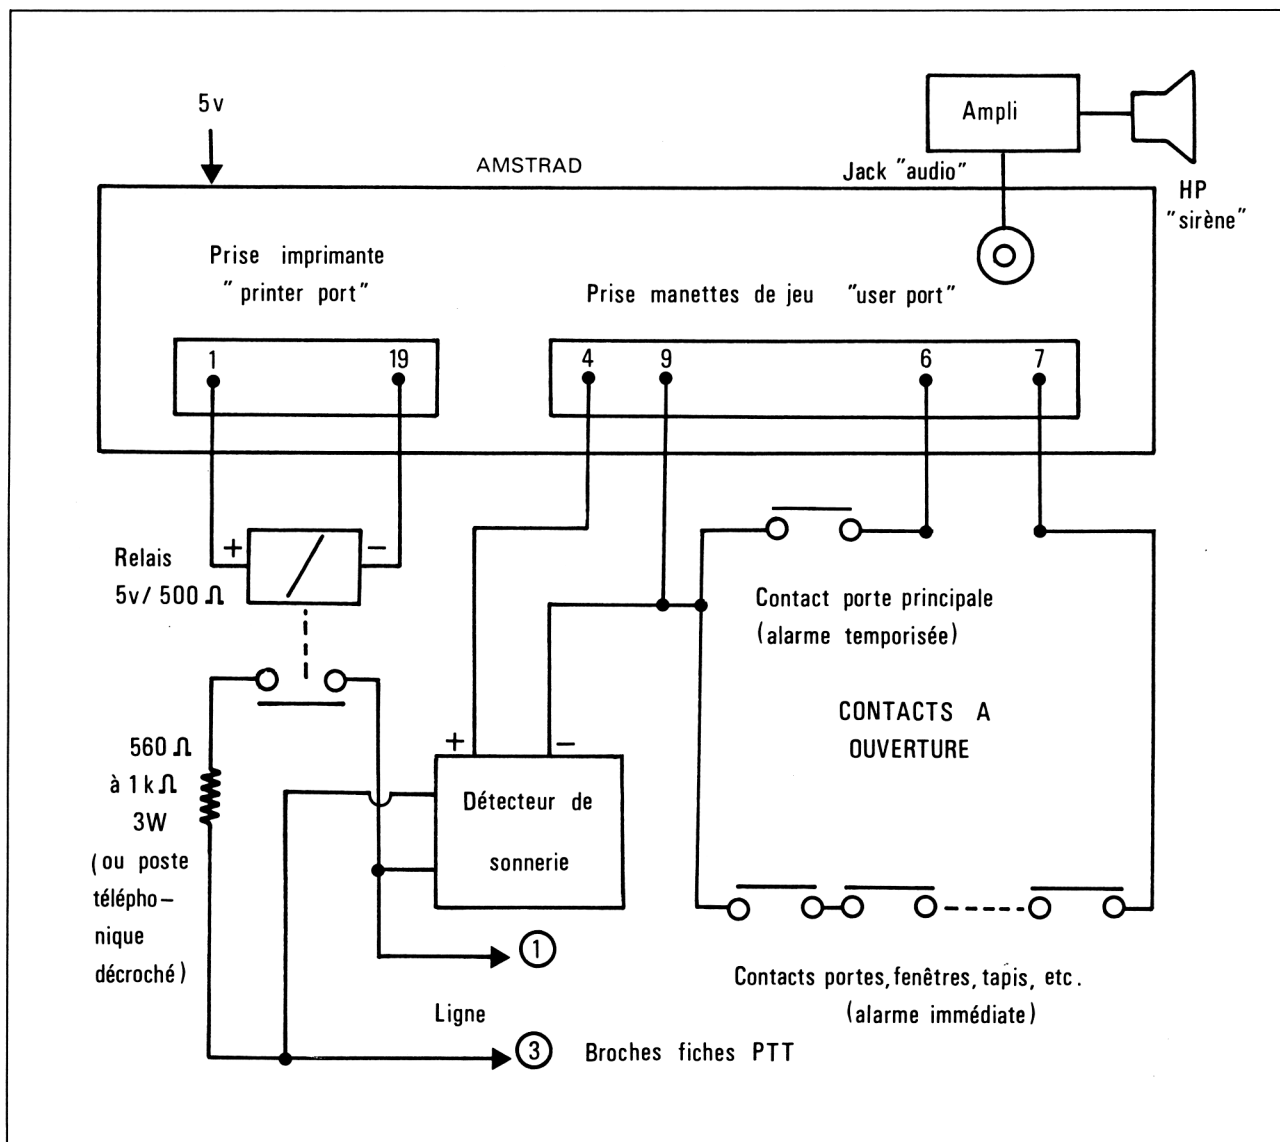 5v
AMSTRAD
Ampli
Jack "audio"
HP
"sirène"
Prise imprimante
"printer port"
Prise manettes de jeu "user port"
1
19
4
9
6
7
Relais
5v/ 500 Ω
+
−
Contact porte principale
(alarme temporisée)
CONTACTS A
OUVERTURE
560 Ω
à 1 k Ω
3W
(ou poste
télépho−
nique
décroché)
+
−
Détecteur de
sonnerie
1
Ligne
3
Broches fiches PTT
Contacts portes, fenêtres, tapis, etc.
(alarme immédiate)